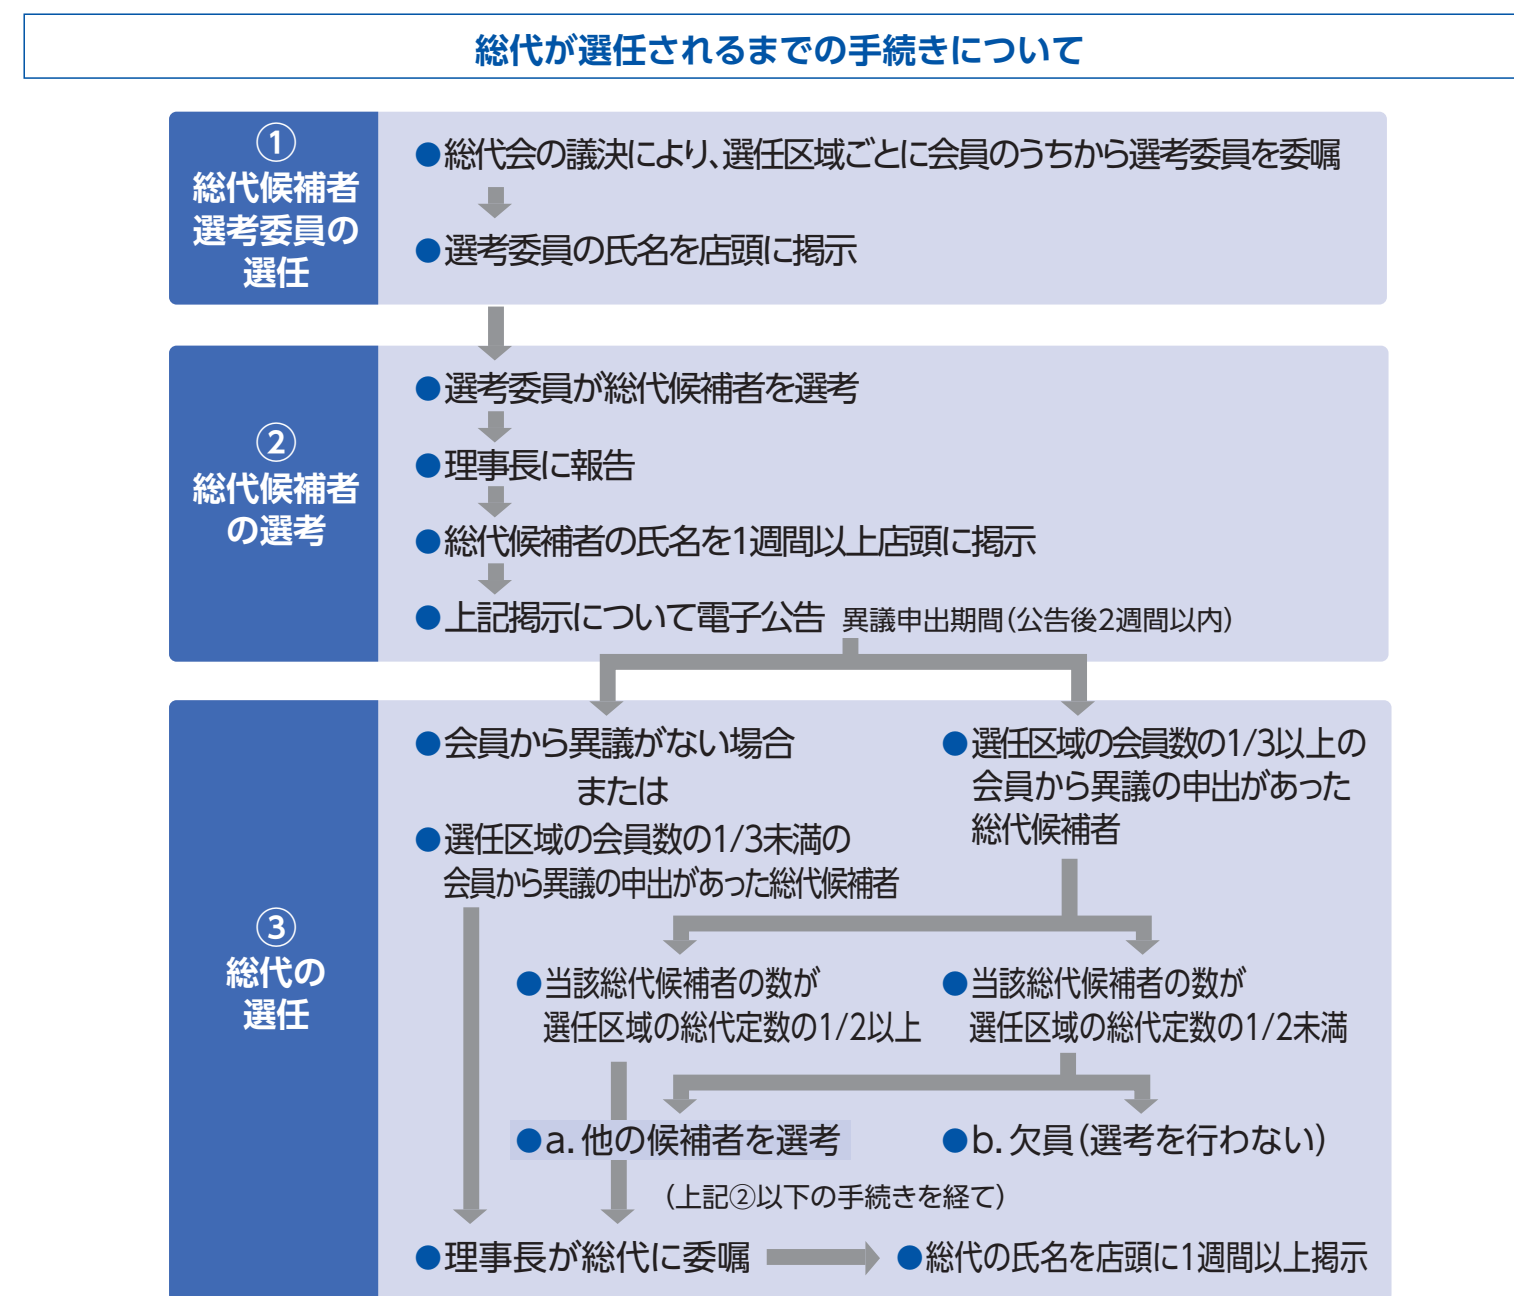 総代が選任されるまでの手続きについて
①
総代候補者
選考委員の
選任
●総代会の議決により、選任区域ごとに会員のうちから選考委員を委嘱
●選考委員の氏名を店頭に掲示
②
総代候補者
の選考
●選考委員が総代候補者を選考
●理事長に報告
●総代候補者の氏名を1週間以上店頭に掲示
●上記掲示について電子公告 異議申出期間(公告後2週間以内)
③
総代の
選任
●会員から異議がない場合
または
●選任区域の会員数の1/3未満の
会員から異議の申出があった総代候補者
●選任区域の会員数の1/3以上の
会員から異議の申出があった
総代候補者
●当該総代候補者の数が
選任区域の総代定数の1/2以上
●当該総代候補者の数が
選任区域の総代定数の1/2未満
●a. 他の候補者を選考
●b. 欠員(選考を行わない)
(上記②以下の手続きを経て)
●理事長が総代に委嘱
●総代の氏名を店頭に1週間以上掲示